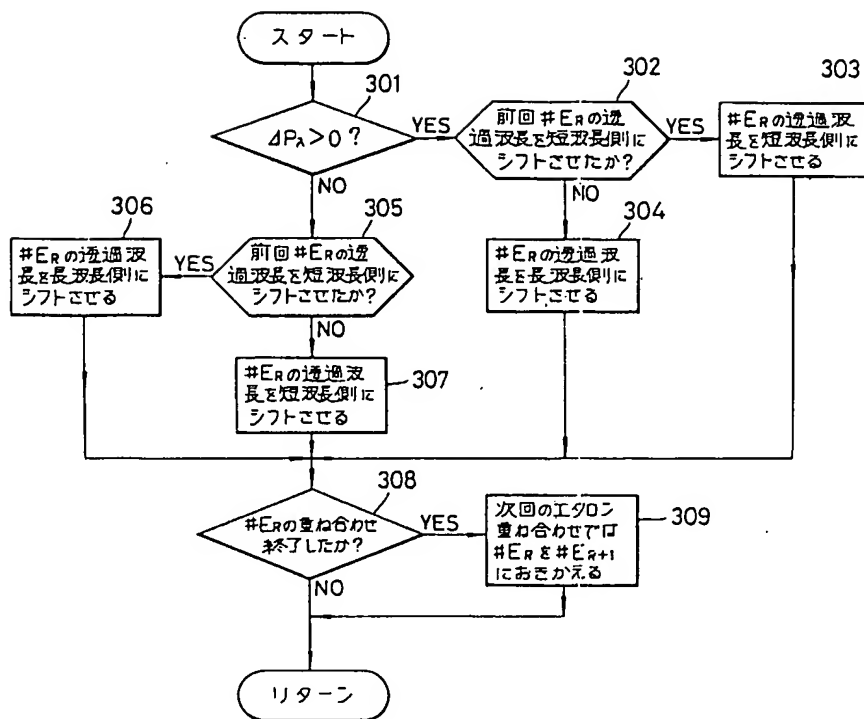 スタート
301
ΔPλ>0?
YES
NO
302
前回#ERの透
過波長を短波長側に
シフトさせたか?
YES
NO
303
#ERの透過波
長を短波長側に
シフトさせる
304
#ERの透過波
長を長波長側に
シフトさせる
305
前回#ERの透
過波長を短波長側に
シフトさせたか?
YES
NO
306
#ERの透過波
長を長波長側に
シフトさせる
307
#ERの透過波
長を短波長側に
シフトさせる
308
#ERの重ね合わせ
終了したか?
YES
NO
309
次回のエタロン
重ね合わせでは
#ERを#ER+1
におきかえる
リターン